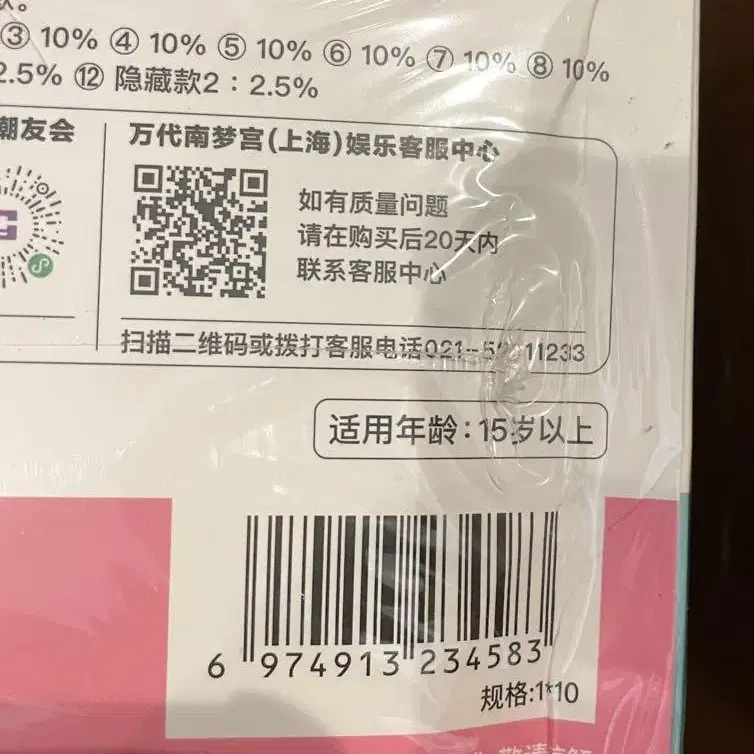 ③ 10% ④ 10% ⑤ 10% ⑥ 10% ⑦ 10% ⑧ 10%
2.5% ⑫ 隐藏款2：2.5%
潮友会
万代南梦宫(上海)娱乐客服中心
如有质量问题
请在购买后20天内
联系客服中心
扫描二维码或拨打客服电话021-5 11233
适用年龄：15岁以上
6 974913 234583
规格:1*10